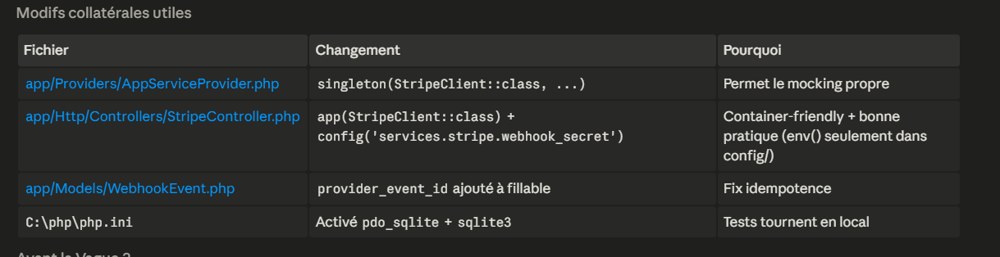 Modifs collatérales utiles
Fichier Changement Pourquoi
app/Providers/AppServiceProvider.php singleton(StripeClient::class, ...) Permet le mocking propre
app/Http/Controllers/StripeController.php app(StripeClient::class) + Container-friendly + bonne
config('services.stripe.webhook_secret') pratique (env() seulement dans
config/)
app/Models/WebhookEvent.php provider_event_id ajouté à fillable Fix idempotence
C:\php\php.ini Activé pdo_sqlite + sqlite3 Tests tournent en local